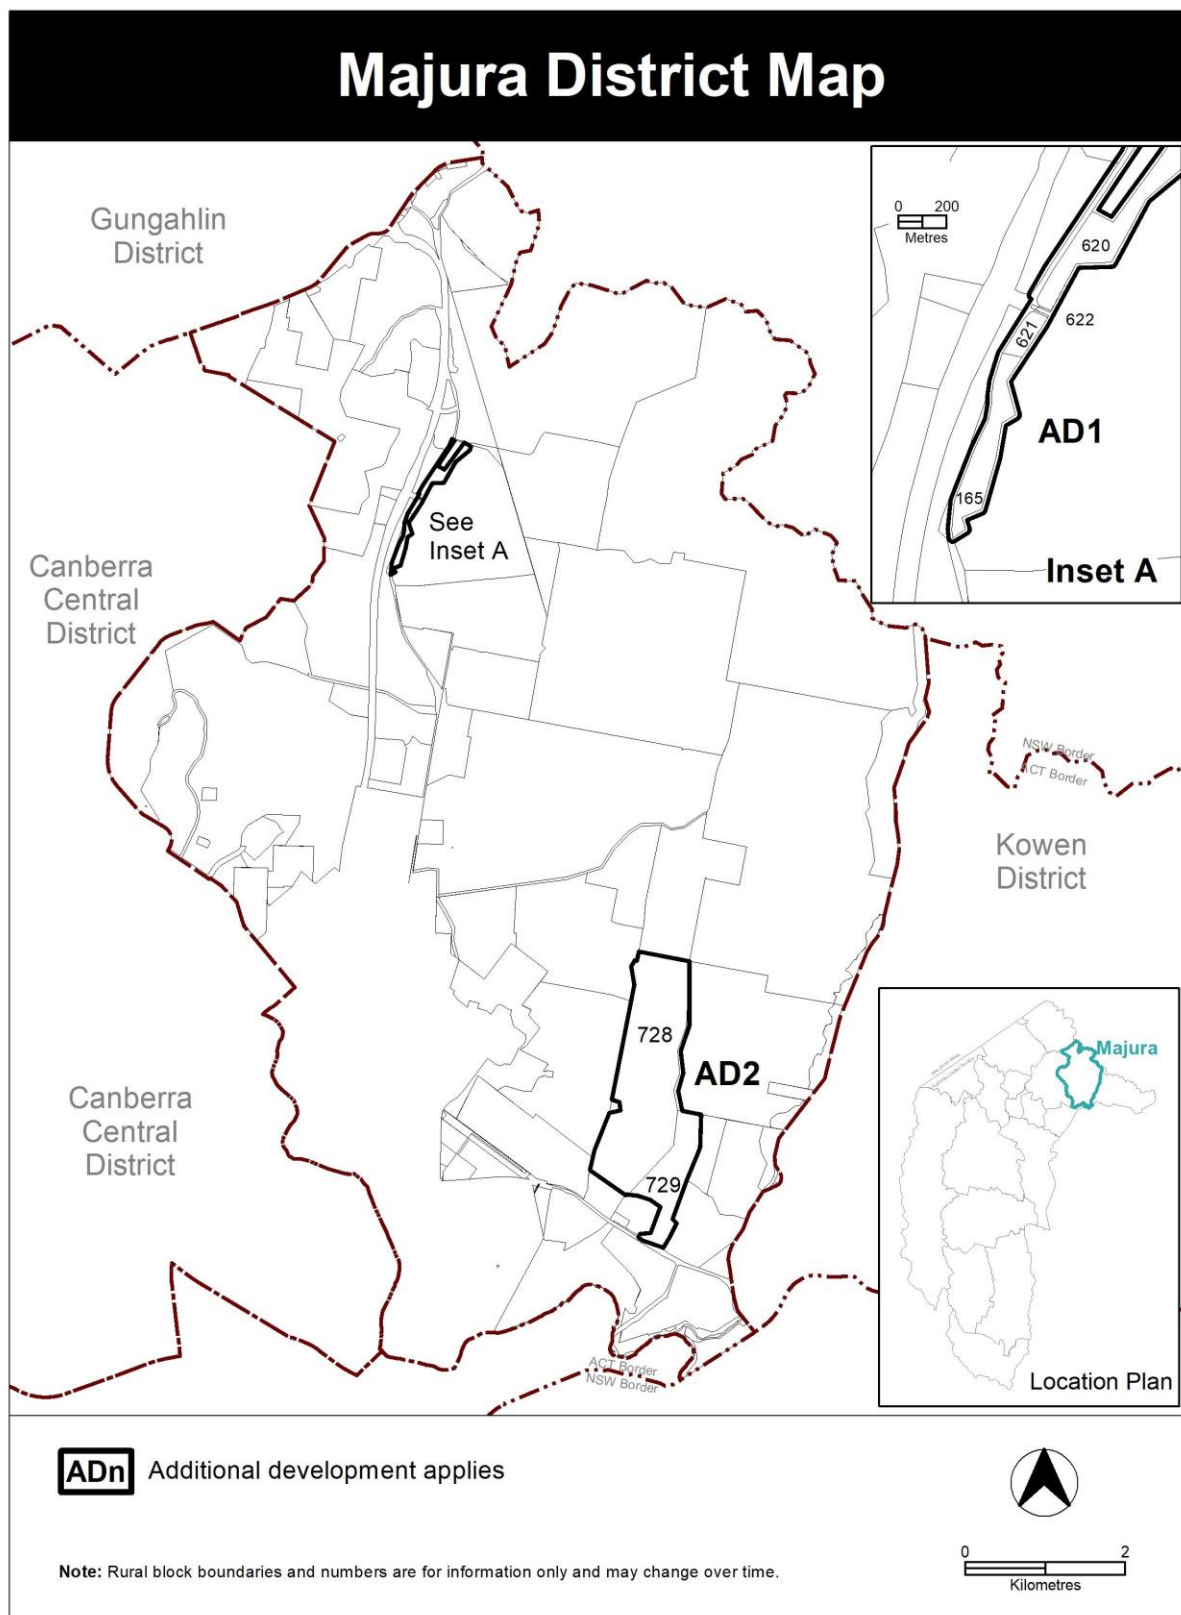 Majura District Map
Gungahlin
District
0 200
Metres
620
622
621
AD1
165
Inset A
See
Inset A
Canberra
Central
District
NSW Border
ACT Border
Kowen
District
728
AD2
Majura
Canberra
Central
District
729
ACT Border
NSW Border
Location Plan
ADn Additional development applies
0 2
Kilometres
Note: Rural block boundaries and numbers are for information only and may change over time.